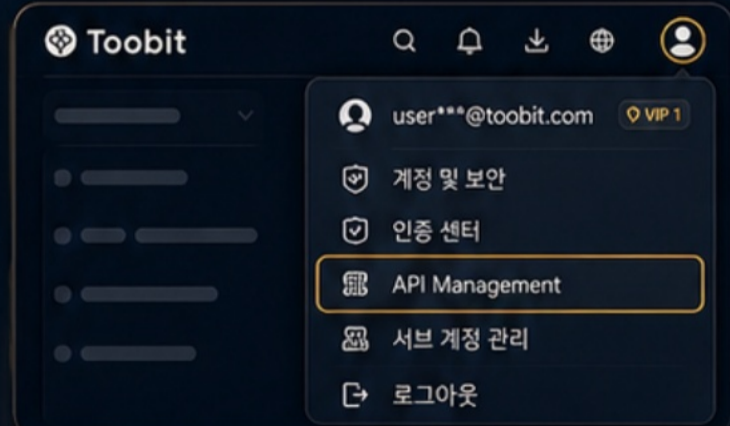 Toobit
user***@toobit.com VIP 1
계정 및 보안
인증 센터
API Management
서브 계정 관리
로그아웃